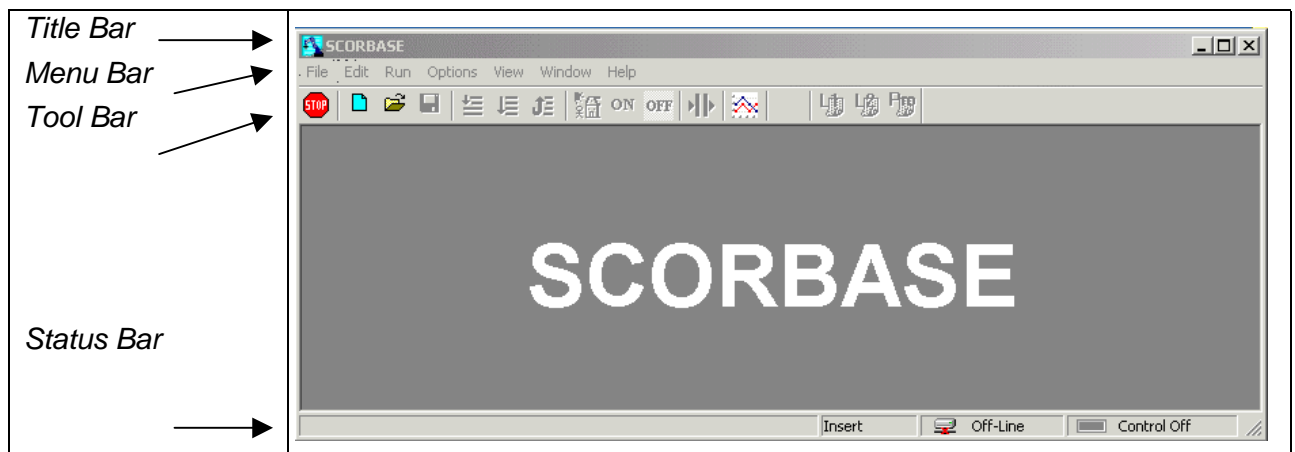 Title Bar
SCORBASE
Menu Bar
File Edit Run Options View Window Help
Tool Bar
STOP ON OFF
SCORBASE
Status Bar
Insert Off-Line Control Off